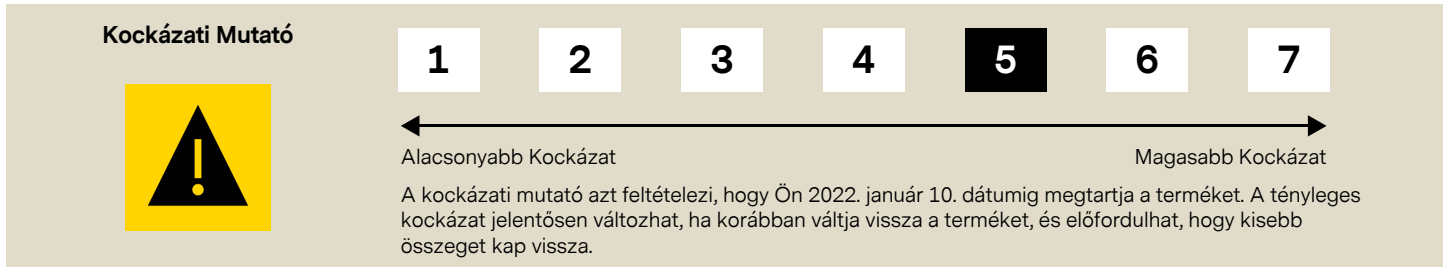 Kockázati Mutató
1 2 3 4 5 6 7
Alacsonyabb Kockázat Magasabb Kockázat
A kockázati mutató azt feltételezi, hogy Ön 2022. január 10. dátumig megtartja a terméket. A tényleges
kockázat jelentősen változhat, ha korábban váltja vissza a terméket, és előfordulhat, hogy kisebb
összeget kap vissza.